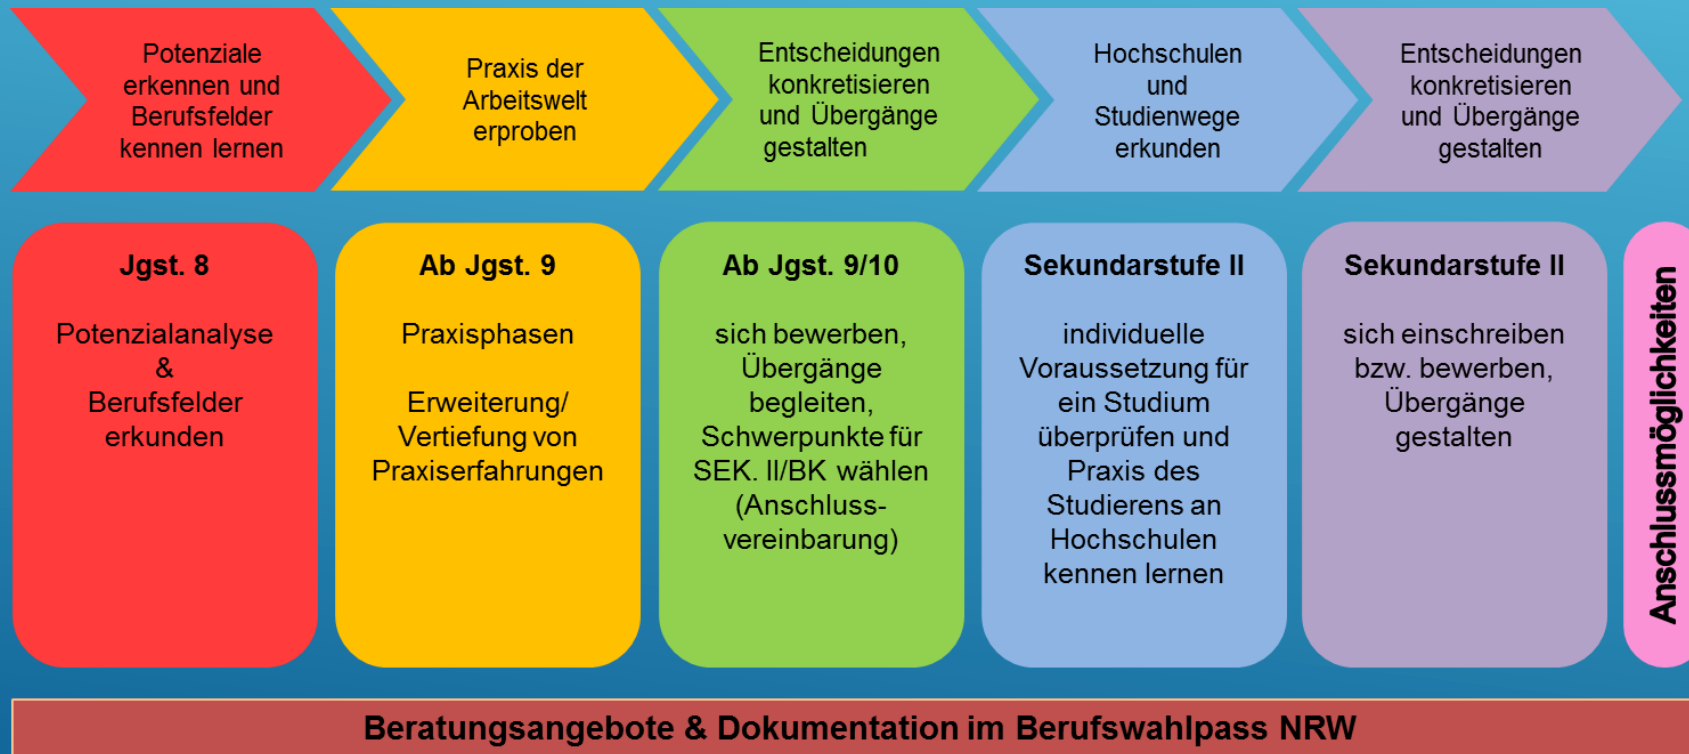 Potenziale
erkennen und
Berufsfelder
kennen lernen
Praxis der
Arbeitswelt
erproben
Entscheidungen
konkretisieren
und Übergänge
gestalten
Hochschulen
und
Studienwege
erkunden
Entscheidungen
konkretisieren
und Übergänge
gestalten
Jgst. 8
Potenzialanalyse
&
Berufsfelder
erkunden
Ab Jgst. 9
Praxisphasen
Erweiterung/
Vertiefung von
Praxiserfahrungen
Ab Jgst. 9/10
sich bewerben,
Übergänge
begleiten,
Schwerpunkte für
SEK. II/BK wählen
(Anschluss-
vereinbarung)
Sekundarstufe II
individuelle
Voraussetzung für
ein Studium
überprüfen und
Praxis des
Studierens an
Hochschulen
kennen lernen
Sekundarstufe II
sich einschreiben
bzw. bewerben,
Übergänge
gestalten
Anschlussmöglichkeiten
Beratungsangebote & Dokumentation im Berufswahlpass NRW